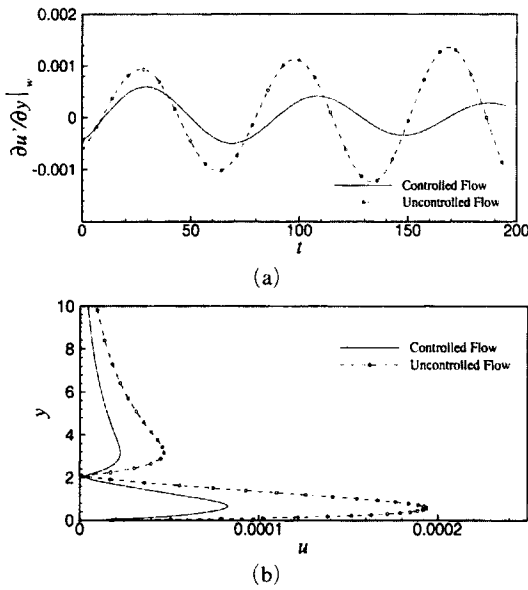 0.002
0.001
0
-0.001
∂u'/∂y|w
0
50
100
150
200
t
Controlled Flow
Uncontrolled Flow
(a)
10
8
6
4
2
0
y
0.0001
0.0002
u
Controlled Flow
Uncontrolled Flow
(b)